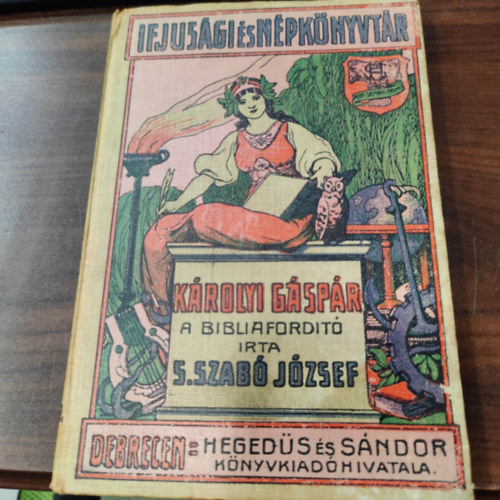 IFJUSÁGI ÉS NÉPKÖNYVTÁR
KÁROLYI GÁSPÁR
A BIBLIAFORDITÓ
IRTA
S.SZABÓ JÓZSEF
DEBRECEN= HEGEDÜS ÉS SÁNDOR
KÖNYVKIADÓHIVATALA.